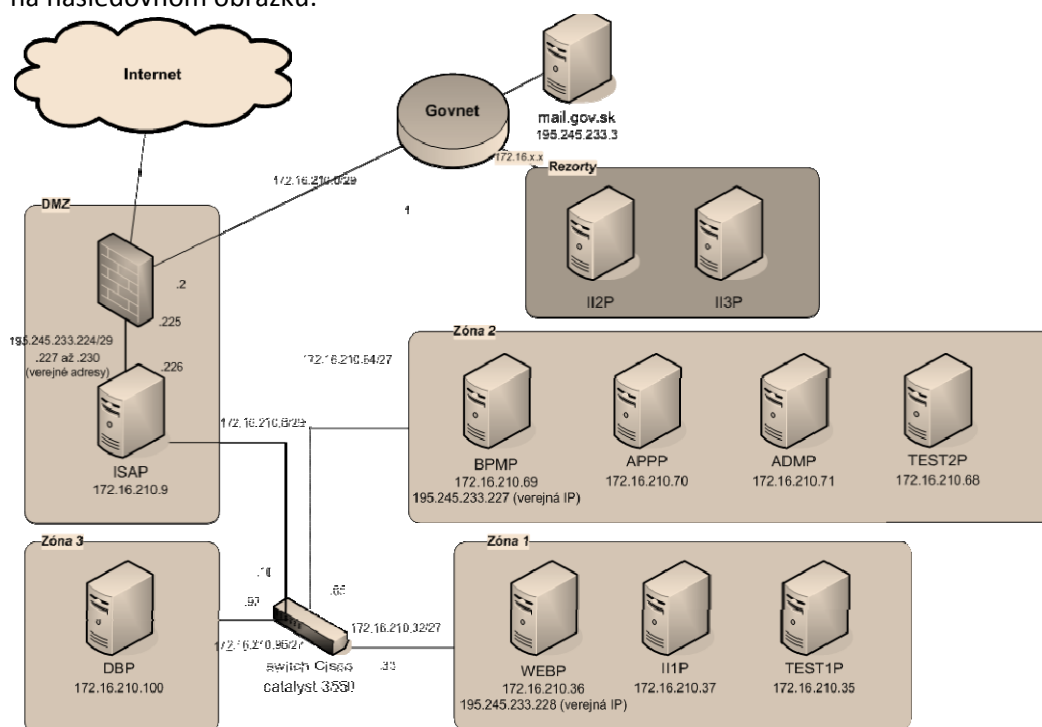 na nasledovnom obrázku:
Internet
Govnet
mail.gov.sk
195.245.233.3
172.16.x.x
Rezorty
172.16.210.0/29
.1
II2P
II3P
DMZ
.2
.225
195.245.233.224/29
.227 až .230
(verejné adresy)
.226
ISAP
172.16.210.9
172.16.210.8/29
Zóna 2
172.16.210.64/27
BPMP
172.16.210.69
195.245.233.227 (verejná IP)
APPP
172.16.210.70
ADMP
172.16.210.71
TEST2P
172.16.210.68
Zóna 3
DBP
172.16.210.100
.10
.97
.65
172.16.210.96/27
switch Cisco
catalyst 3550
172.16.210.32/27
.33
Zóna 1
WEBP
172.16.210.36
195.245.233.228 (verejná IP)
II1P
172.16.210.37
TEST1P
172.16.210.35